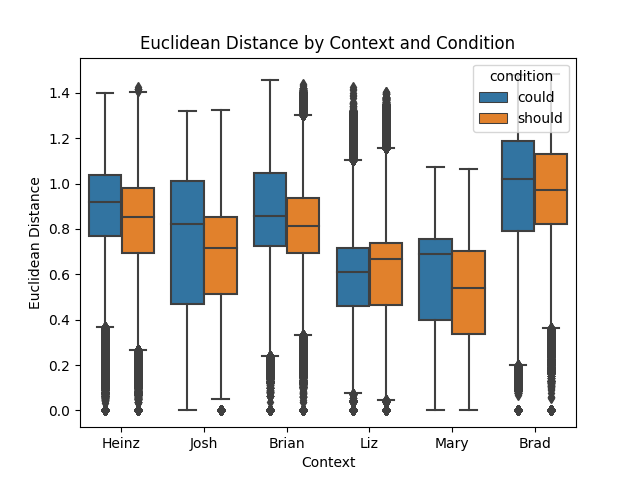 Euclidean Distance by Context and Condition
condition
could
should
Euclidean Distance
1.4
1.2
1.0
0.8
0.6
0.4
0.2
0.0
Heinz Josh Brian Liz Mary Brad
Context